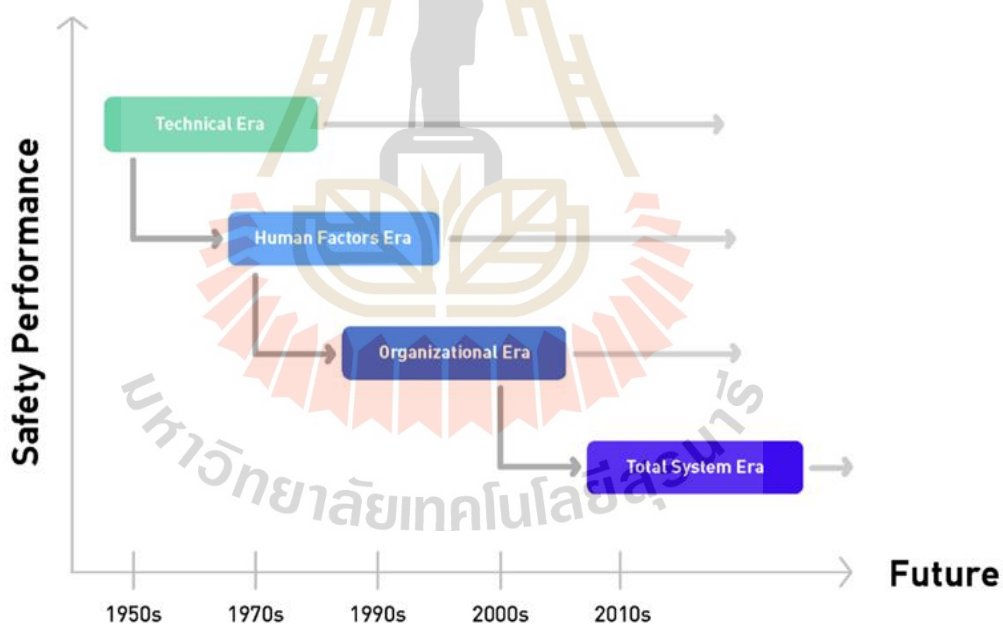 Safety Performance
Technical Era
Human Factors Era
Organizational Era
Total System Era
มหาวิทยาลัยเทคโนโลยีสุรนารี
Future
1950s 1970s 1990s 2000s 2010s